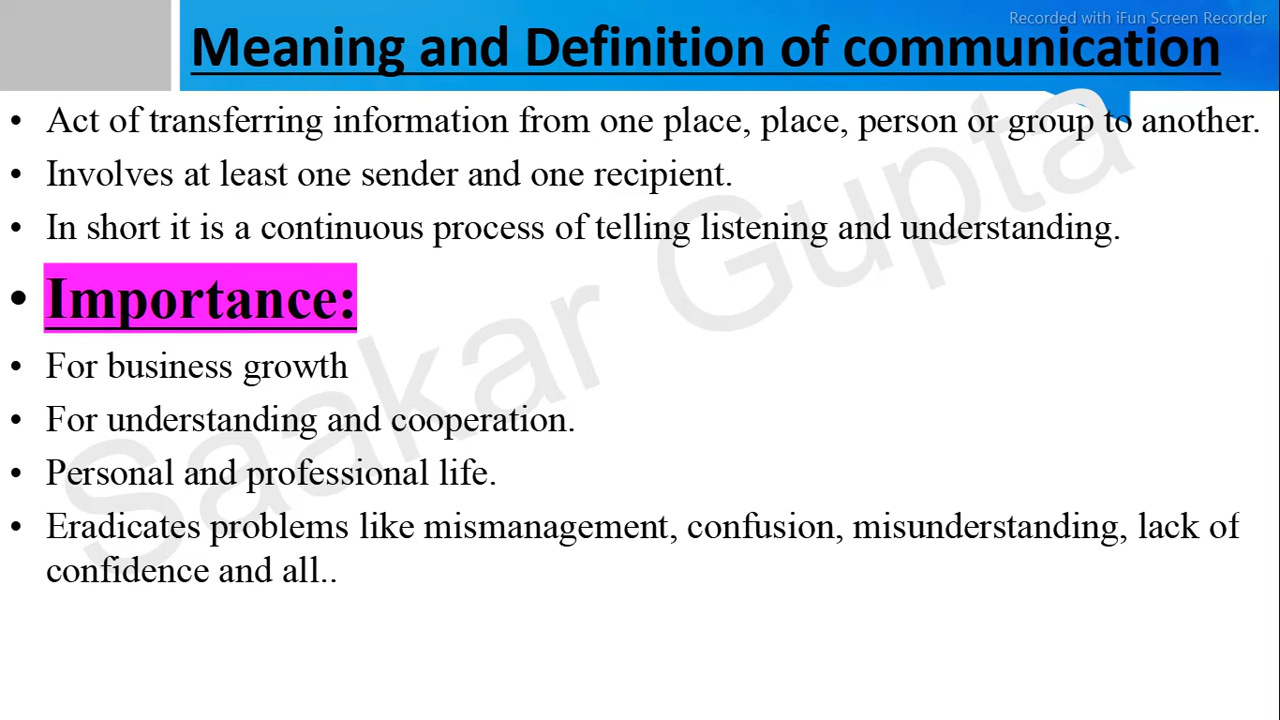 Recorded with iFun Screen Recorder
Meaning and Definition of communication
• Act of transferring information from one place, place, person or group to another.
• Involves at least one sender and one recipient.
• In short it is a continuous process of telling listening and understanding.
• Importance:
• For business growth
• For understanding and cooperation.
• Personal and professional life.
• Eradicates problems like mismanagement, confusion, misunderstanding, lack of
confidence and all..
Saakar Gupta